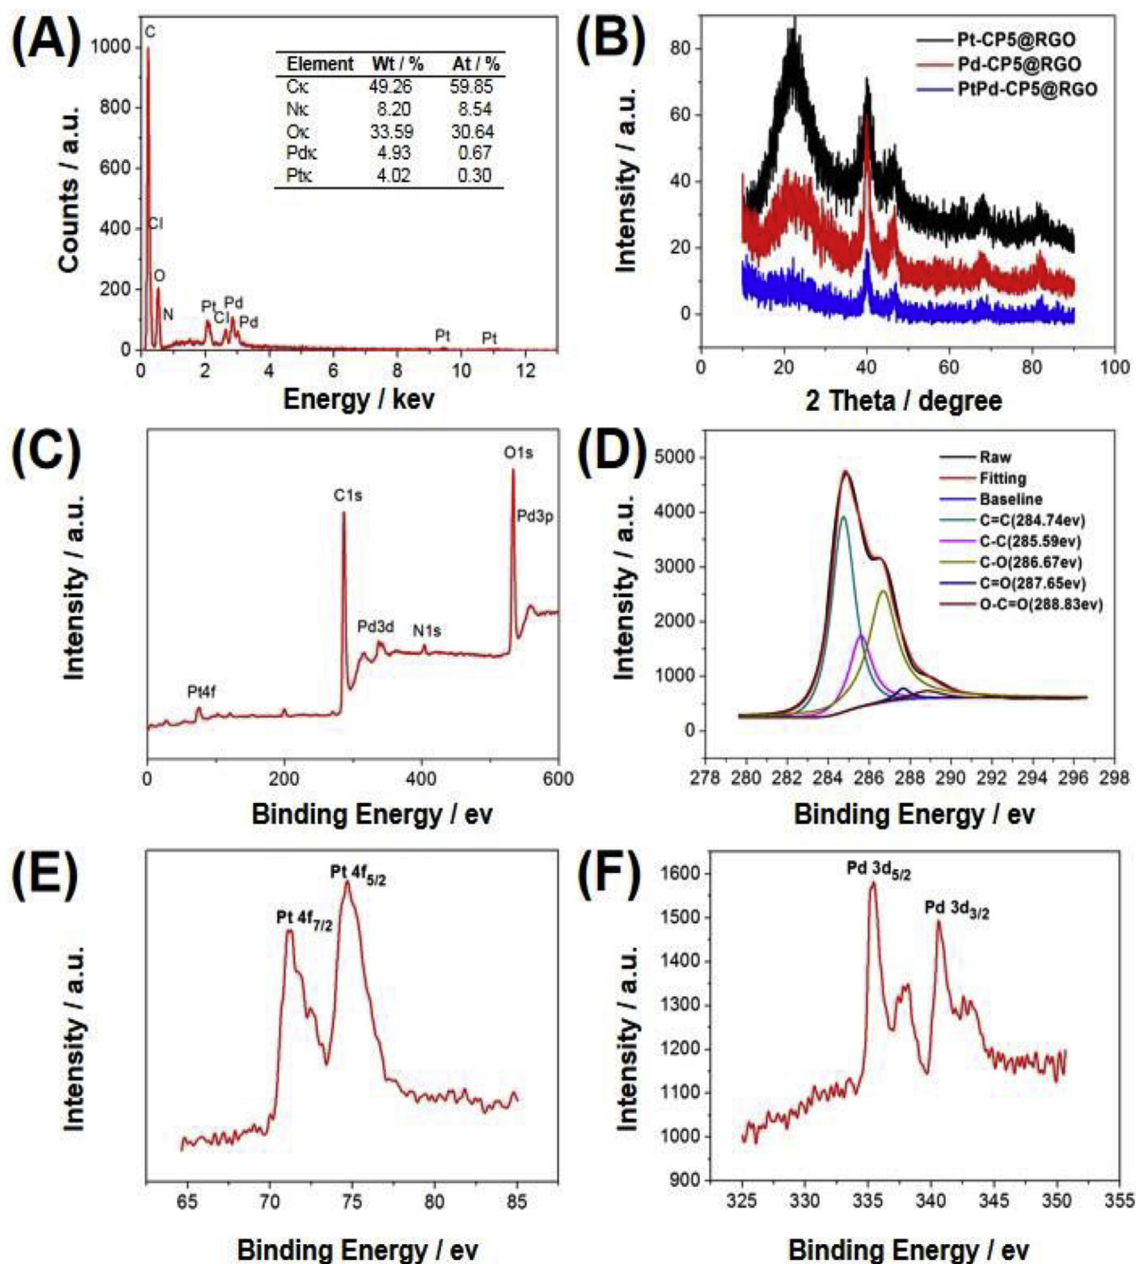 (A)
1000
800
600
400
200
0
Counts / a.u.
C
Cl
O
N
Pt
Cl
Pd
Pd
Pt
Pt
Element Wt / % At / %
Cκ 49.26 59.85
Nκ 8.20 8.54
Oκ 33.59 30.64
Pdκ 4.93 0.67
Ptκ 4.02 0.30
0 2 4 6 8 10 12
Energy / kev
(B)
80
60
40
20
0
Intensity / a.u.
Pt-CP5@RGO
Pd-CP5@RGO
PtPd-CP5@RGO
0 20 40 60 80 100
2 Theta / degree
(C)
Intensity / a.u.
O1s
C1s
Pd3p
Pd3d
N1s
Pt4f
0 200 400 600
Binding Energy / ev
(D)
5000
4000
3000
2000
1000
0
Intensity / a.u.
Raw
Fitting
Baseline
C=C(284.74ev)
C-C(285.59ev)
C-O(286.67ev)
C=O(287.65ev)
O-C=O(288.83ev)
278 280 282 284 286 288 290 292 294 296 298
Binding Energy / ev
(E)
Intensity / a.u.
Pt 4f5/2
Pt 4f7/2
65 70 75 80 85
Binding Energy / ev
(F)
1600
1500
1400
1300
1200
1100
1000
900
Intensity / a.u.
Pd 3d5/2
Pd 3d3/2
325 330 335 340 345 350 355
Binding Energy / ev